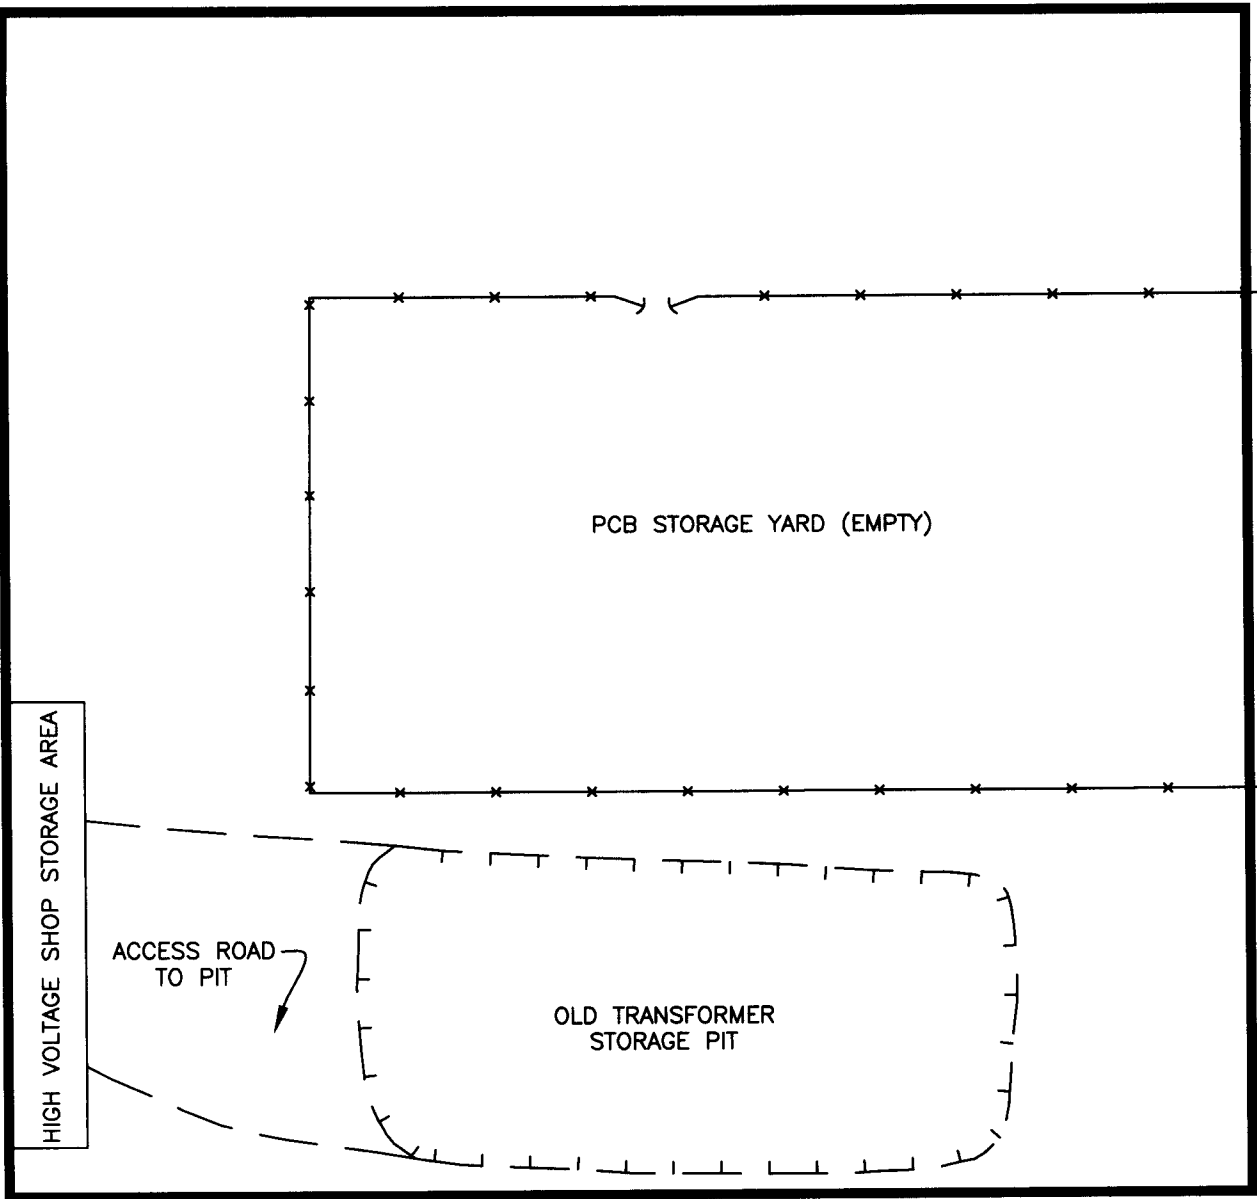 PCB STORAGE YARD (EMPTY)
HIGH VOLTAGE SHOP STORAGE AREA
ACCESS ROAD
TO PIT
OLD TRANSFORMER
STORAGE PIT